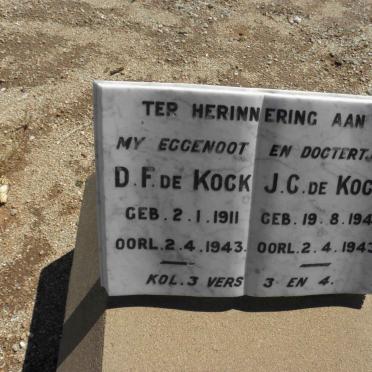 TER HERINNERING AAN
MY EGGENOOT EN DOGTERTJ
D.F. DE KOCK J.C. DE KOC
GEB. 2.1.1911 GEB. 19.8.194
OORL. 2.4.1943. OORL. 2.4.1943
KOL. 3 VERS 3 EN 4.